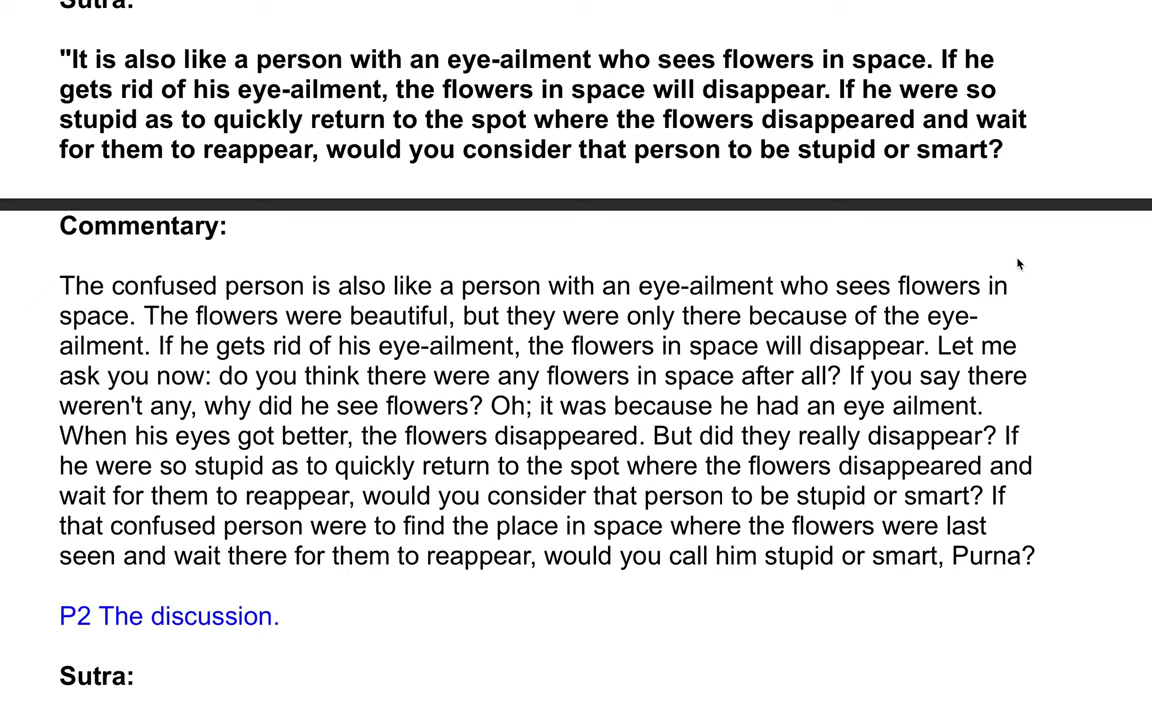 Sutra:
"It is also like a person with an eye-ailment who sees flowers in space. If he
gets rid of his eye-ailment, the flowers in space will disappear. If he were so
stupid as to quickly return to the spot where the flowers disappeared and wait
for them to reappear, would you consider that person to be stupid or smart?
Commentary:
The confused person is also like a person with an eye-ailment who sees flowers in
space. The flowers were beautiful, but they were only there because of the eye-
ailment. If he gets rid of his eye-ailment, the flowers in space will disappear. Let me
ask you now: do you think there were any flowers in space after all? If you say there
weren't any, why did he see flowers? Oh; it was because he had an eye ailment.
When his eyes got better, the flowers disappeared. But did they really disappear? If
he were so stupid as to quickly return to the spot where the flowers disappeared and
wait for them to reappear, would you consider that person to be stupid or smart? If
that confused person were to find the place in space where the flowers were last
seen and wait there for them to reappear, would you call him stupid or smart, Purna?
P2 The discussion.
Sutra: